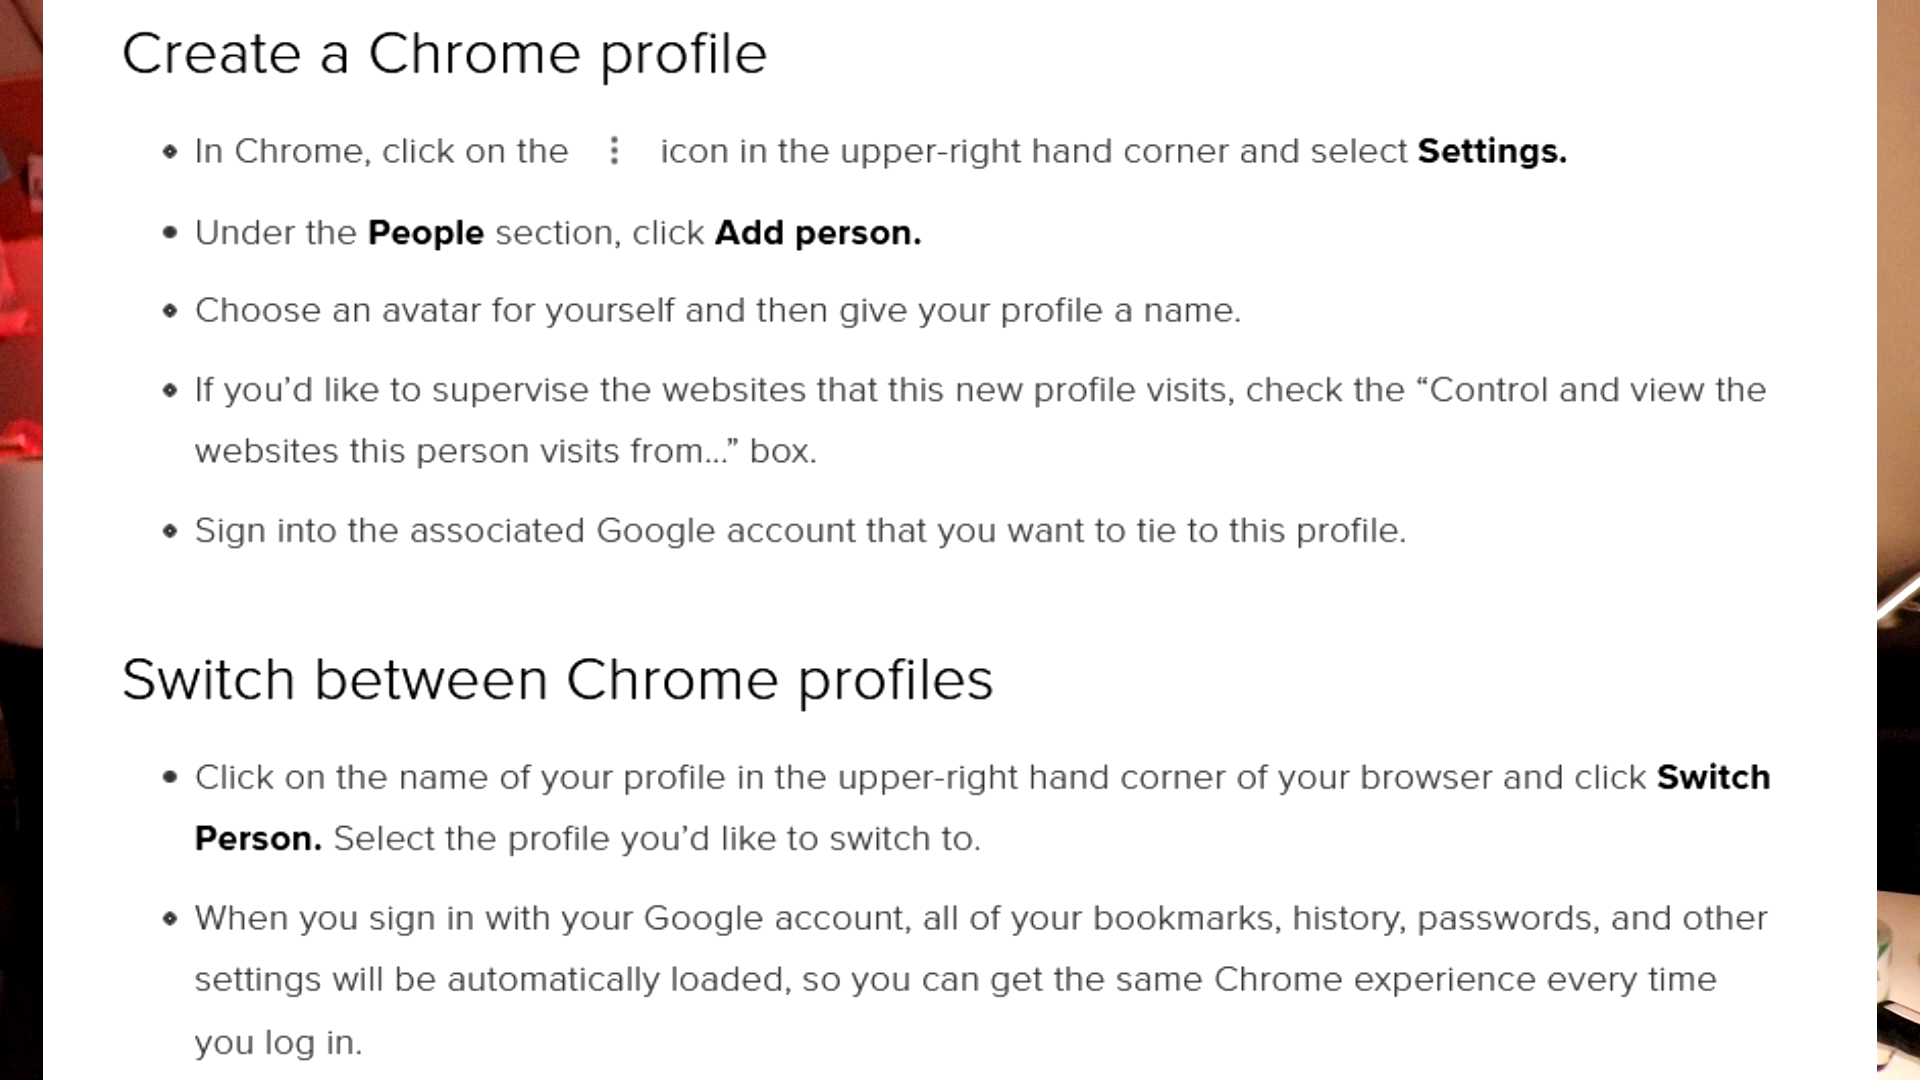 Create a Chrome profile
In Chrome, click on the ⋮ icon in the upper-right hand corner and select Settings.
Under the People section, click Add person.
Choose an avatar for yourself and then give your profile a name.
If you’d like to supervise the websites that this new profile visits, check the “Control and view the
websites this person visits from...” box.
Sign into the associated Google account that you want to tie to this profile.
Switch between Chrome profiles
Click on the name of your profile in the upper-right hand corner of your browser and click Switch
Person. Select the profile you’d like to switch to.
When you sign in with your Google account, all of your bookmarks, history, passwords, and other
settings will be automatically loaded, so you can get the same Chrome experience every time
you log in.